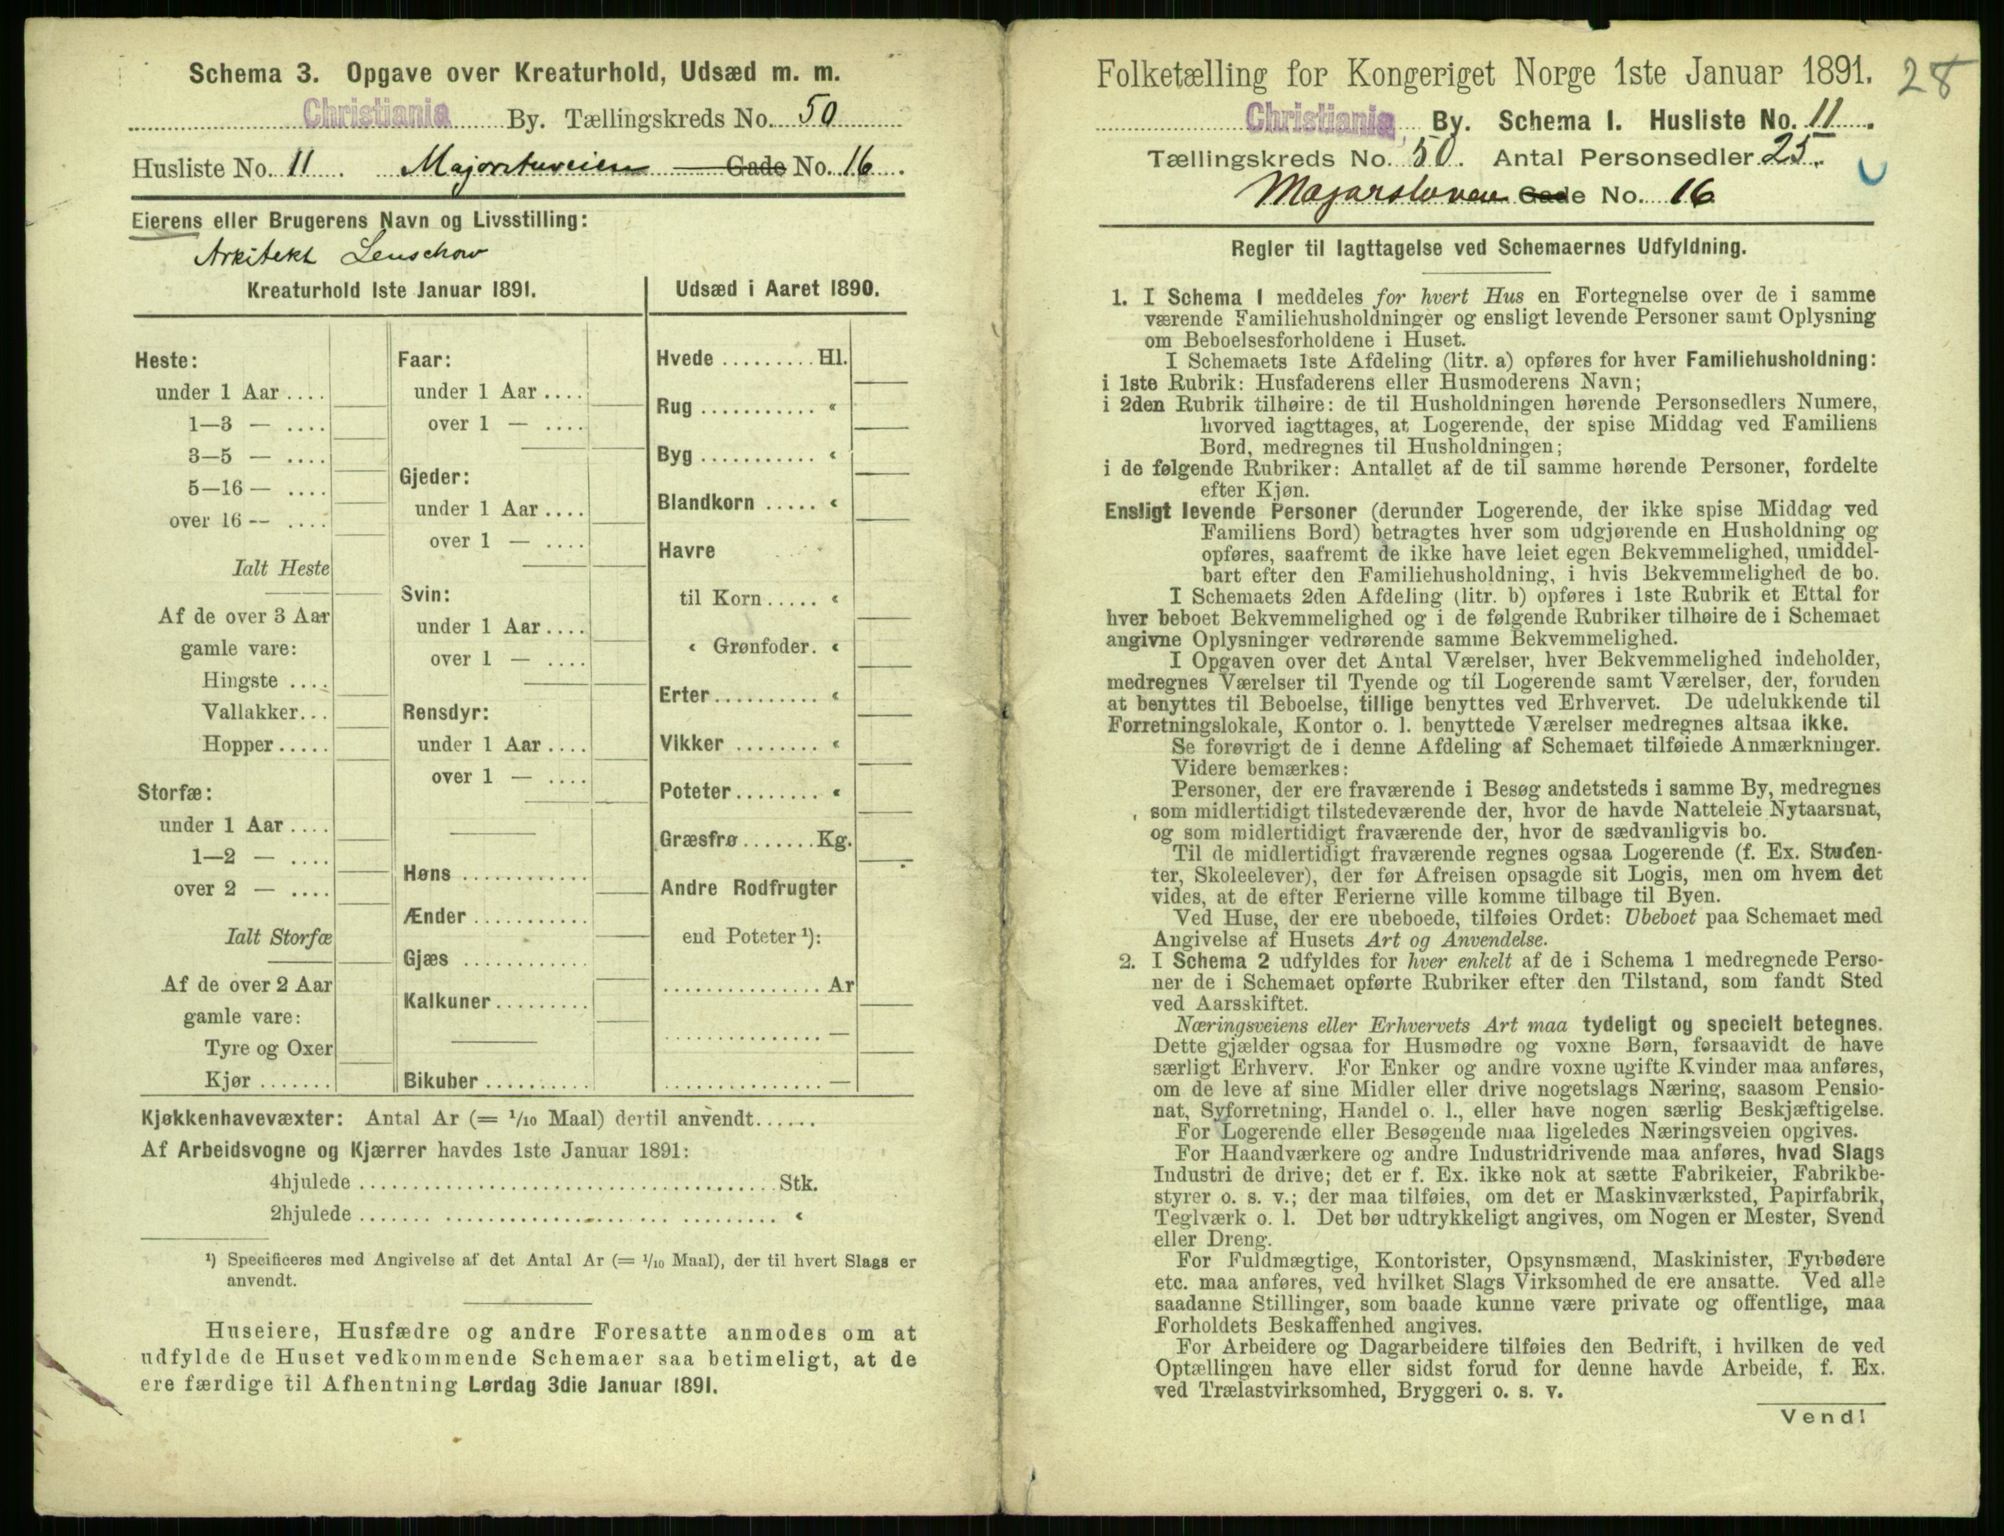 Schema 3. Opgave over Kreaturhold, Udsæd m. m.
Christiania By. Tællingskreds No. 50
Husliste No. 11. Majorstuveien Gade No. 16.
Eierens eller Brugerens Navn og Livsstilling:
Arkitekt Lenschow
Kreaturhold 1ste Januar 1891.
Heste:
under 1 Aar....
1—3 — ....
3—5 — ....
5—16 — ....
over 16 — ....
Ialt Heste
Af de over 3 Aar
gamle vare:
Hingste ....
Vallakker...
Hopper.....
Storfæ:
under 1 Aar....
1—2 — ....
over 2 — ....
Ialt Storfæ
Af de over 2 Aar
gamle vare:
Tyre og Oxer
Kjør.......
Faar:
under 1 Aar....
over 1 — ....
Gjeder:
under 1 Aar....
over 1 — ....
Svin:
under 1 Aar....
over 1 — ....
Rensdyr:
under 1 Aar....
over 1 — ....
Høns............
Ænder...........
Gjæs............
Kalkuner.........
Bikuber..........
Udsæd i Aaret 1890.
Hvede.........Hl.
Rug........... «
Byg........... «
Blandkorn..... «
Havre
til Korn..... «
« Grønfoder. «
Erter.......... «
Vikker........ «
Poteter........ «
Græsfrø.......Kg.
Andre Rodfrugter
end Poteter ¹):
...............Ar
............... —
............... —
Kjøkkenhavevæxter: Antal Ar (= 1/10 Maal) dertil anvendt......
Af Arbeidsvogne og Kjærrer havdes 1ste Januar 1891:
4hjulede........................................Stk.
2hjulede........................................ «
¹) Specificeres med Angivelse af det Antal Ar (= 1/10 Maal), der til hvert Slags er
anvendt.
Huseiere, Husfædre og andre Foresatte anmodes om at
udfylde de Huset vedkommende Schemaer saa betimeligt, at de
ere færdige til Afhentning Lørdag 3die Januar 1891.
Folketælling for Kongeriget Norge 1ste Januar 1891. 28
Christiania By. Schema I. Husliste No. 11.
Tællingskreds No. 50. Antal Personsedler 25.
Majorstuveien Gade No. 16
Regler til Iagttagelse ved Schemaernes Udfyldning.
1. I Schema 1 meddeles for hvert Hus en Fortegnelse over de i samme
værende Familiehusholdninger og ensligt levende Personer samt Oplysning
om Beboelsesforholdene i Huset.
I Schemaets 1ste Afdeling (litr. a) opføres for hver Familiehusholdning:
i 1ste Rubrik: Husfaderens eller Husmoderens Navn;
i 2den Rubrik tilhøire: de til Husholdningen hørende Personsedlers Numere,
hvorved iagttages, at Logerende, der spise Middag ved Familiens
Bord, medregnes til Husholdningen;
i de følgende Rubriker: Antallet af de til samme hørende Personer, fordelte
efter Kjøn.
Ensligt levende Personer (derunder Logerende, der ikke spise Middag ved
Familiens Bord) betragtes hver som udgjørende en Husholdning og
opføres, saafremt de ikke have leiet egen Bekvemmelighed, umiddel-
bart efter den Familiehusholdning, i hvis Bekvemmelighed de bo.
I Schemaets 2den Afdeling (litr. b) opføres i 1ste Rubrik et Ettal for
hver beboet Bekvemmelighed og i de følgende Rubriker tilhøire de i Schemaet
angivne Oplysninger vedrørende samme Bekvemmelighed.
I Opgaven over det Antal Værelser, hver Bekvemmelighed indeholder,
medregnes Værelser til Tyende og til Logerende samt Værelser, der, foruden
at benyttes til Beboelse, tillige benyttes ved Erhvervet. De udelukkende til
Forretningslokale, Kontor o. l. benyttede Værelser medregnes altsaa ikke.
Se forøvrigt de i denne Afdeling af Schemaet tilføiede Anmærkninger.
Videre bemærkes:
Personer, der ere fraværende i Besøg andetsteds i samme By, medregnes
som midlertidigt tilstedeværende der, hvor de havde Natteleie Nytaarsnat,
og som midlertidigt fraværende der, hvor de sædvanligvis bo.
Til de midlertidigt fraværende regnes ogsaa Logerende (f. Ex. Studen-
ter, Skoleelever), der før Afreisen opsagde sit Logis, men om hvem det
vides, at de efter Ferierne ville komme tilbage til Byen.
Ved Huse, der ere ubeboede, tilføies Ordet: Ubeboet paa Schemaet med
Angivelse af Husets Art og Anvendelse.
2. I Schema 2 udfyldes for hver enkelt af de i Schema 1 medregnede Perso-
ner de i Schemaet opførte Rubriker efter den Tilstand, som fandt Sted
ved Aarsskiftet.
Næringsveiens eller Erhvervets Art maa tydeligt og specielt betegnes.
Dette gjælder ogsaa for Husmødre og voxne Børn, forsaavidt de have
særligt Erhverv. For Enker og andre voxne ugifte Kvinder maa anføres,
om de leve af sine Midler eller drive nogetslags Næring, saasom Pensio-
nat, Syforretning, Handel o. l., eller have nogen særlig Beskjæftigelse.
For Logerende eller Besøgende maa ligeledes Næringsveien opgives.
For Haandværkere og andre Industridrivende maa anføres, hvad Slags
Industri de drive; det er f. Ex. ikke nok at sætte Fabrikeier, Fabrikbe-
styrer o. s. v.; der maa tilføies, om det er Maskinværksted, Papirfabrik,
Teglværk o. l. Det bør udtrykkeligt angives, om Nogen er Mester, Svend
eller Dreng.
For Fuldmægtige, Kontorister, Opsynsmænd, Maskinister, Fyrbødere
etc. maa anføres, ved hvilket Slags Virksomhed de ere ansatte. Ved alle
saadanne Stillinger, som baade kunne være private og offentlige, maa
Forholdets Beskaffenhed angives.
For Arbeidere og Dagarbeidere tilføies den Bedrift, i hvilken de ved
Optællingen have eller sidst forud for denne havde Arbeide, f. Ex.
ved Trælastvirksomhed, Bryggeri o. s. v.
Vend!